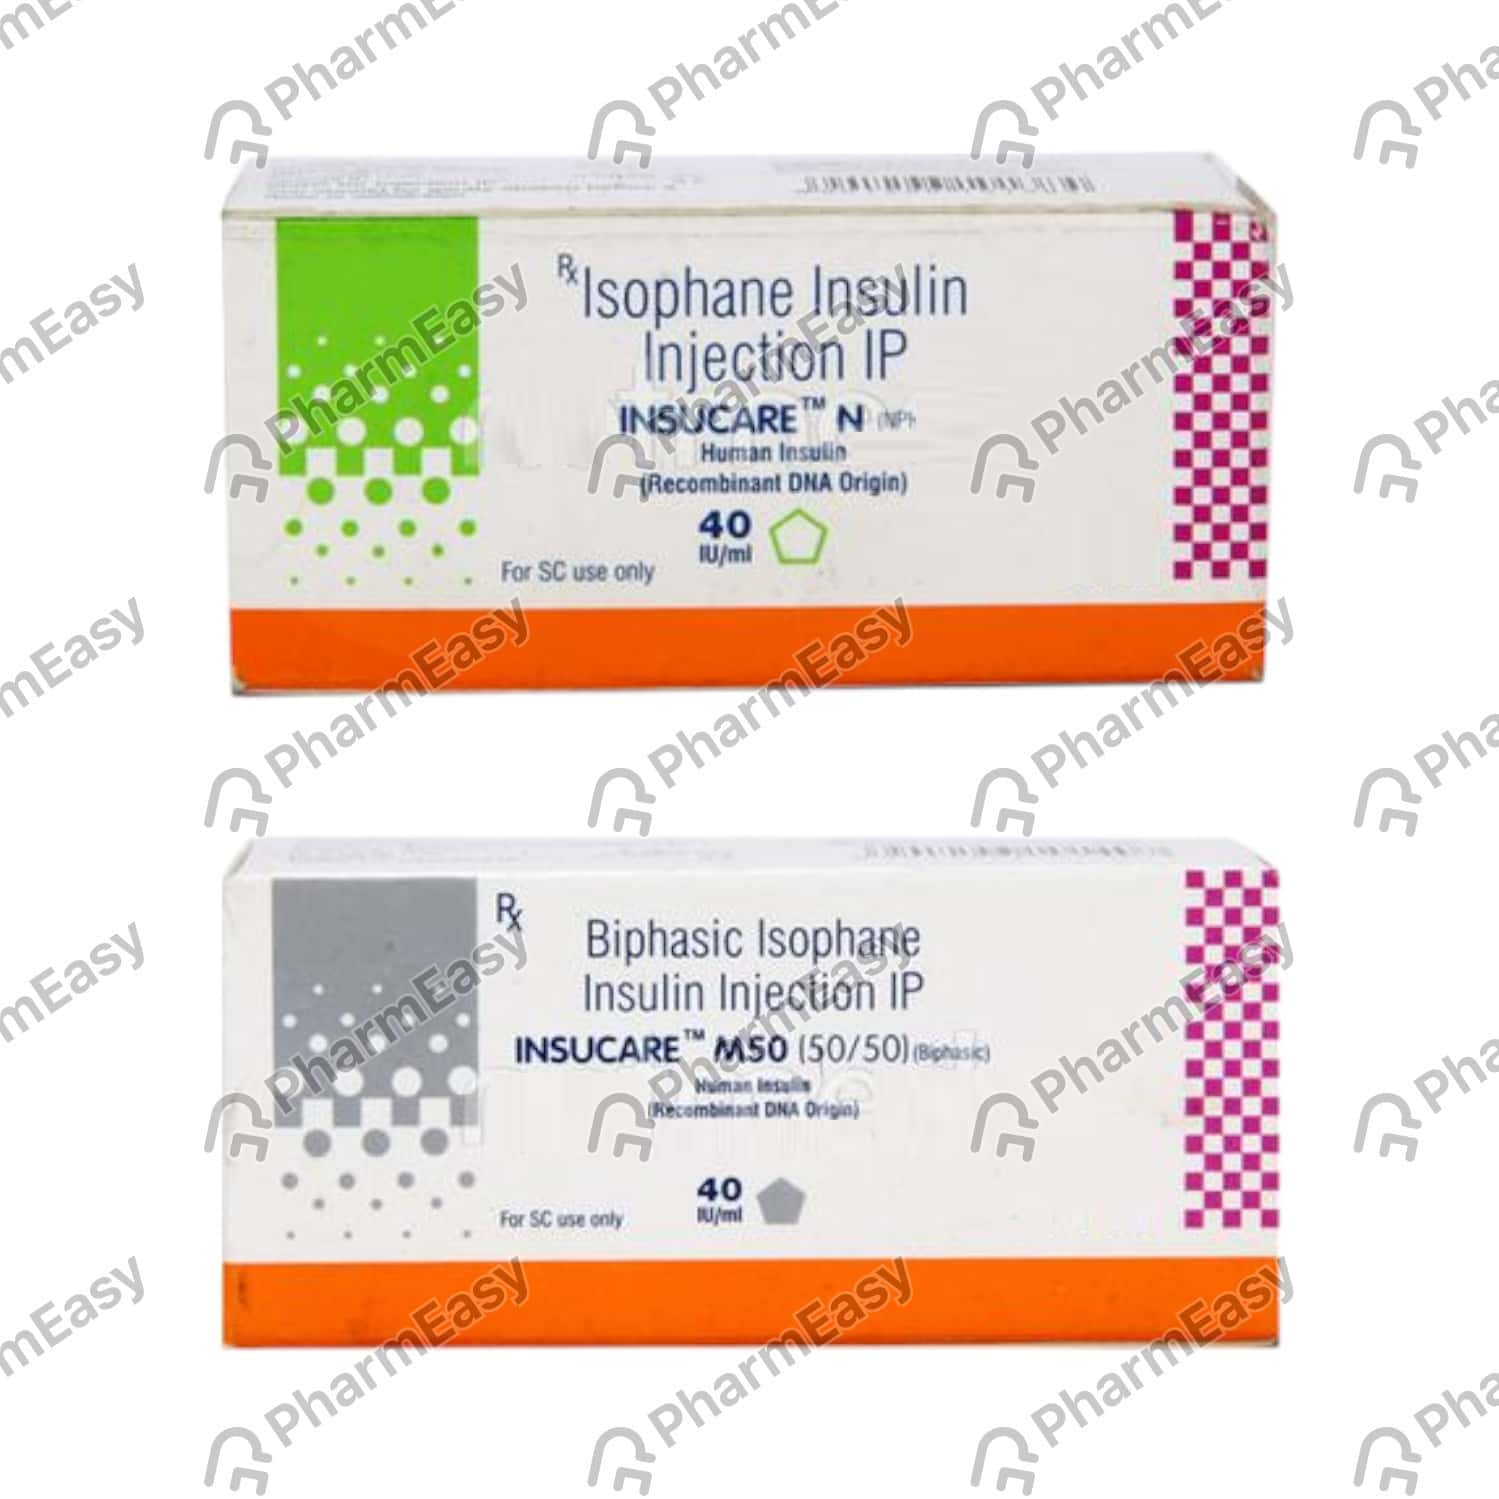 Rx Isophane Insulin
Injection IP
INSUCARE™ N (NPH
Human Insulin
(Recombinant DNA Origin)
40
IU/ml
For SC use only
Rx
Biphasic Isophane
Insulin Injection IP
INSUCARE™ M50 (50/50) (Biphasic)
Human Insulin
(Recombinant DNA Origin)
40
IU/ml
For SC use only
PharmEasy